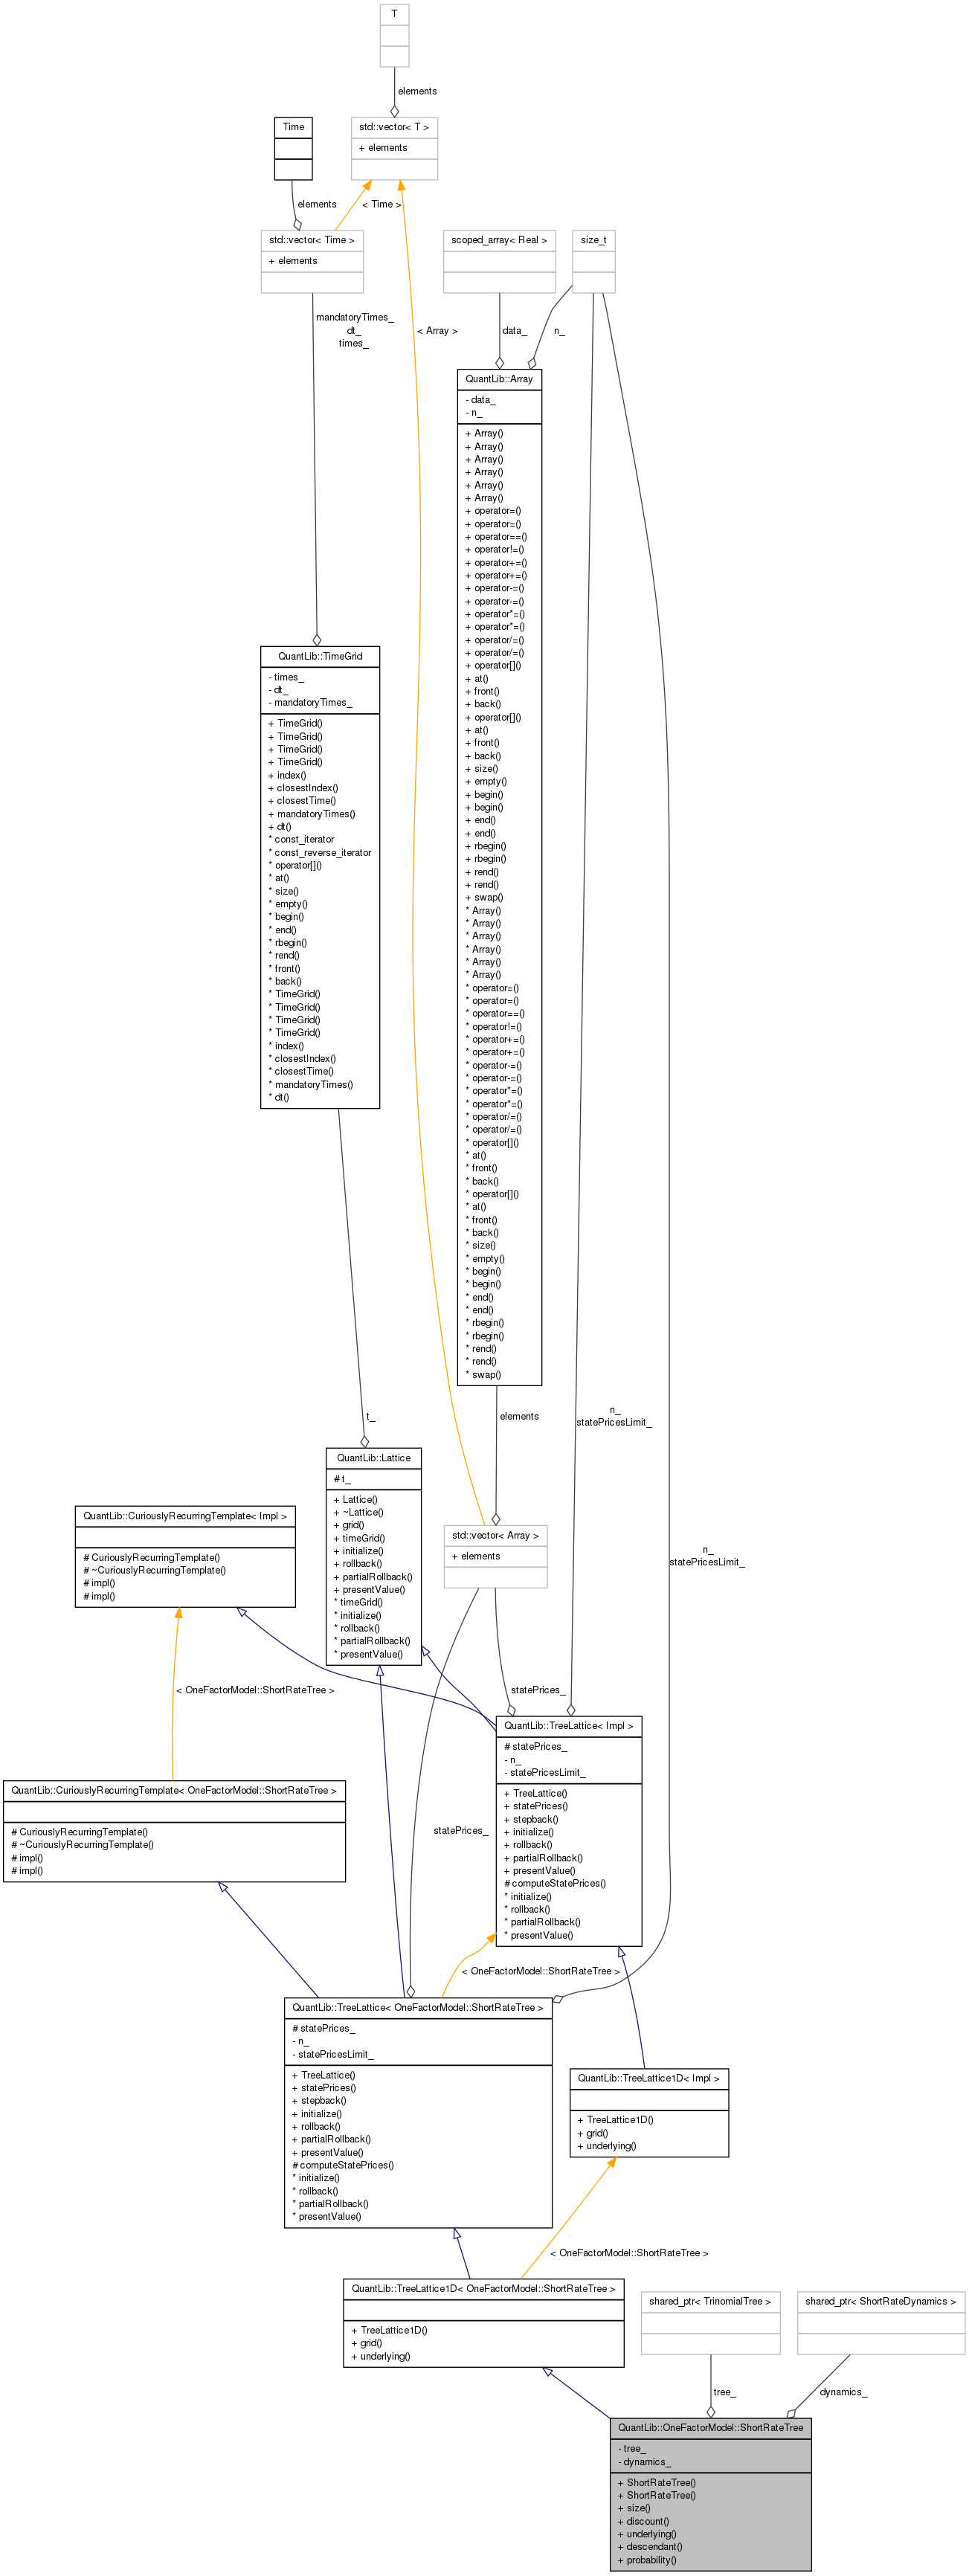 T
elements
Time
std::vector< T >
+ elements
elements
< Time >
std::vector< Time >
+ elements
scoped_array< Real >
size_t
mandatoryTimes_
dt_
times_
< Array >
data_
n_
QuantLib::Array
- data_
- n_
+ Array()
+ Array()
+ Array()
+ Array()
+ Array()
+ Array()
+ operator=()
+ operator=()
+ operator==()
+ operator!=()
+ operator+=()
+ operator+=()
+ operator-=()
+ operator-=()
+ operator*=()
+ operator*=()
+ operator/=()
+ operator/=()
+ operator[]()
+ at()
+ front()
+ back()
+ operator[]()
+ at()
+ front()
+ back()
+ size()
+ empty()
+ begin()
+ begin()
+ end()
+ end()
+ rbegin()
+ rbegin()
+ rend()
+ rend()
+ swap()
* Array()
* Array()
* Array()
* Array()
* Array()
* Array()
* operator=()
* operator=()
* operator==()
* operator!=()
* operator+=()
* operator+=()
* operator-=()
* operator-=()
* operator*=()
* operator*=()
* operator/=()
* operator/=()
* operator[]()
* at()
* front()
* back()
* operator[]()
* at()
* front()
* back()
* size()
* empty()
* begin()
* begin()
* end()
* end()
* rbegin()
* rbegin()
* rend()
* rend()
* swap()
QuantLib::TimeGrid
- times_
- dt_
- mandatoryTimes_
+ TimeGrid()
+ TimeGrid()
+ TimeGrid()
+ TimeGrid()
+ index()
+ closestIndex()
+ closestTime()
+ mandatoryTimes()
+ dt()
* const_iterator
* const_reverse_iterator
* operator[]()
* at()
* size()
* empty()
* begin()
* end()
* rbegin()
* rend()
* front()
* back()
* TimeGrid()
* TimeGrid()
* TimeGrid()
* TimeGrid()
* index()
* closestIndex()
* closestTime()
* mandatoryTimes()
* dt()
t_
elements
n_
statePricesLimit_
QuantLib::Lattice
# t_
+ Lattice()
+ ~Lattice()
+ grid()
+ timeGrid()
+ initialize()
+ rollback()
+ partialRollback()
+ presentValue()
* timeGrid()
* initialize()
* rollback()
* partialRollback()
* presentValue()
QuantLib::CuriouslyRecurringTemplate< Impl >
# CuriouslyRecurringTemplate()
# ~CuriouslyRecurringTemplate()
# impl()
# impl()
std::vector< Array >
+ elements
n_
statePricesLimit_
< OneFactorModel::ShortRateTree >
statePrices_
QuantLib::TreeLattice< Impl >
# statePrices_
- n_
- statePricesLimit_
+ TreeLattice()
+ statePrices()
+ stepback()
+ initialize()
+ rollback()
+ partialRollback()
+ presentValue()
# computeStatePrices()
* initialize()
* rollback()
* partialRollback()
* presentValue()
QuantLib::CuriouslyRecurringTemplate< OneFactorModel::ShortRateTree >
# CuriouslyRecurringTemplate()
# ~CuriouslyRecurringTemplate()
# impl()
# impl()
statePrices_
< OneFactorModel::ShortRateTree >
QuantLib::TreeLattice< OneFactorModel::ShortRateTree >
# statePrices_
- n_
- statePricesLimit_
+ TreeLattice()
+ statePrices()
+ stepback()
+ initialize()
+ rollback()
+ partialRollback()
+ presentValue()
# computeStatePrices()
* initialize()
* rollback()
* partialRollback()
* presentValue()
QuantLib::TreeLattice1D< Impl >
+ TreeLattice1D()
+ grid()
+ underlying()
< OneFactorModel::ShortRateTree >
QuantLib::TreeLattice1D< OneFactorModel::ShortRateTree >
+ TreeLattice1D()
+ grid()
+ underlying()
shared_ptr< TrinomialTree >
shared_ptr< ShortRateDynamics >
tree_
dynamics_
QuantLib::OneFactorModel::ShortRateTree
- tree_
- dynamics_
+ ShortRateTree()
+ ShortRateTree()
+ size()
+ discount()
+ underlying()
+ descendant()
+ probability()